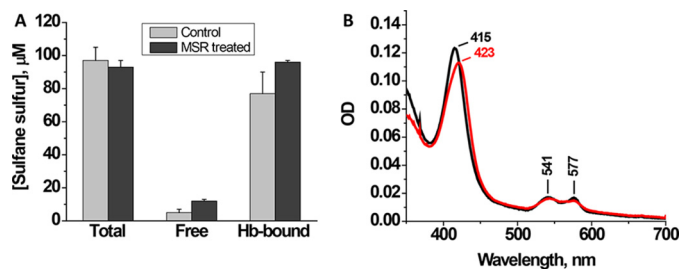 A
[Sulfane sulfur], µM
120
100
80
60
40
20
0
Control
MSR treated
Total Free Hb-bound
B
OD
0.14
0.12
0.10
0.08
0.06
0.04
0.02
0.00
415
423
541
577
400 500 600 700
Wavelength, nm